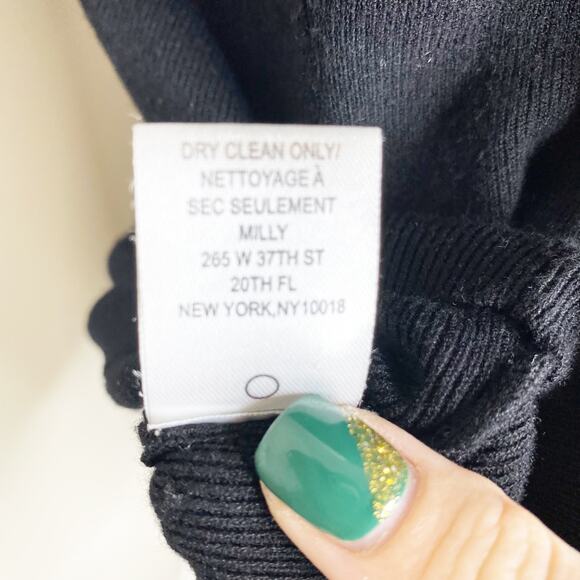 DRY CLEAN ONLY/
NETTOYAGE À
SEC SEULEMENT
MILLY
265 W 37TH ST
20TH FL
NEW YORK,NY10018